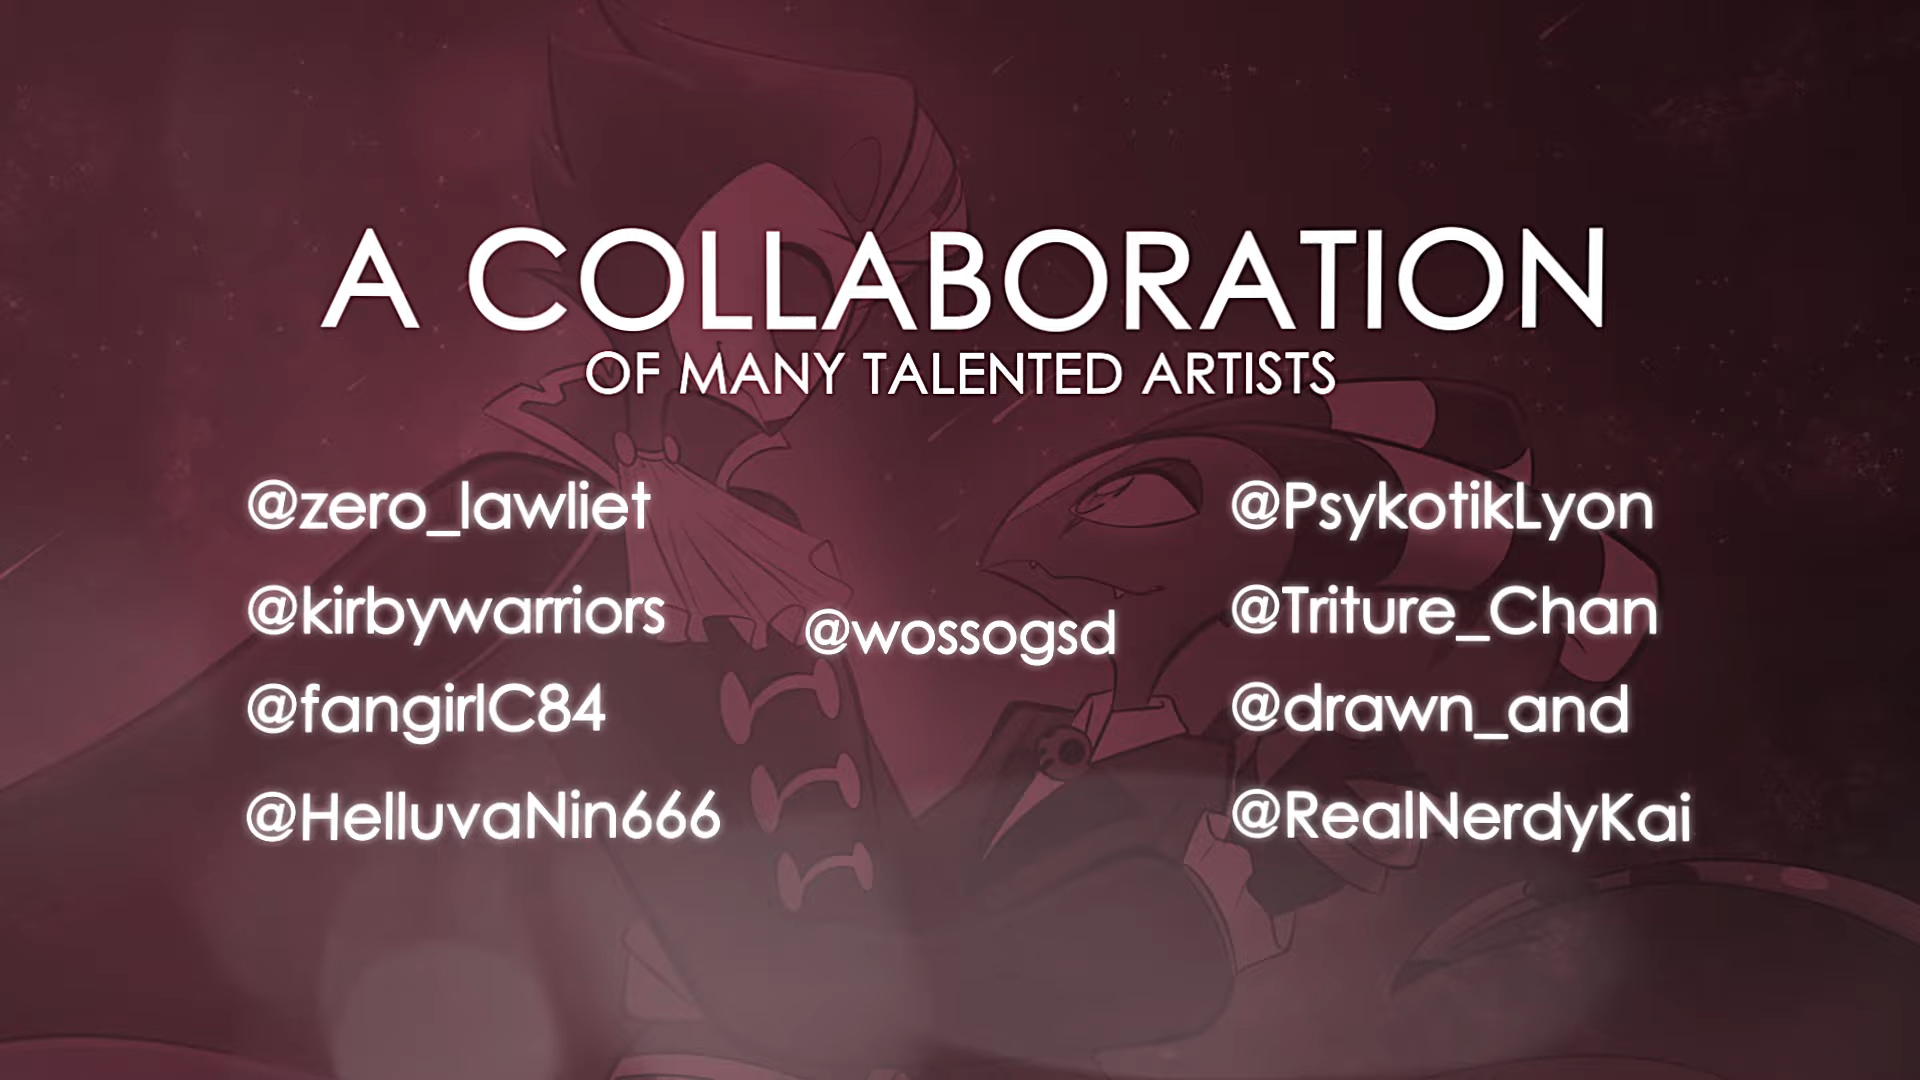 A COLLABORATION
OF MANY TALENTED ARTISTS
@zero_lawliet
@kirbywarriors
@fangirlC84
@HelluvaNin666
@wossogsd
@PsykotikLyon
@Triture_Chan
@drawn_and
@RealNerdyKai